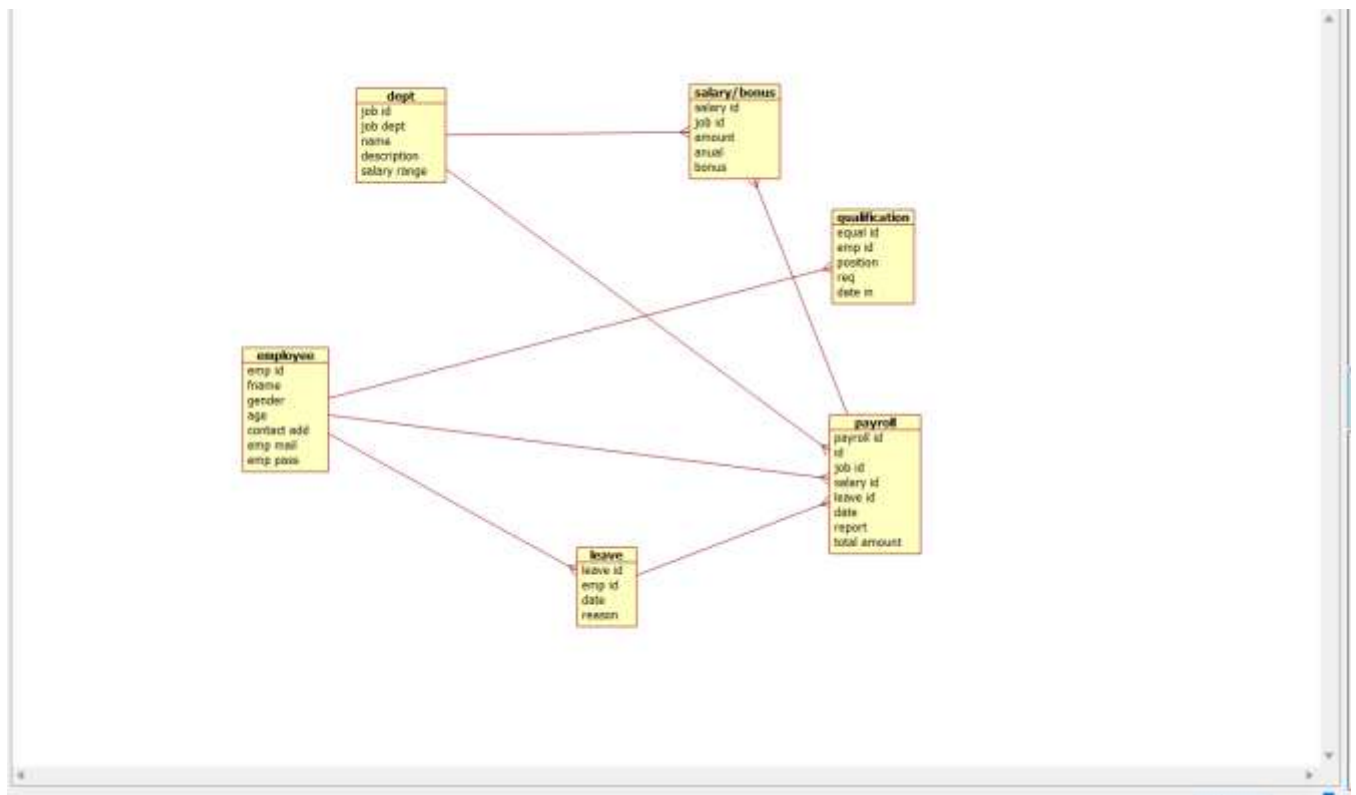 dept
job id
job dept
name
description
salary range
salary/bonus
salary id
job id
amount
anual
bonus
qualification
equal id
emp id
position
req
date in
employee
emp id
fname
gender
age
contact add
emp mail
emp pass
payroll
payroll id
id
job id
salary id
leave id
date
report
total amount
leave
leave id
emp id
date
reason